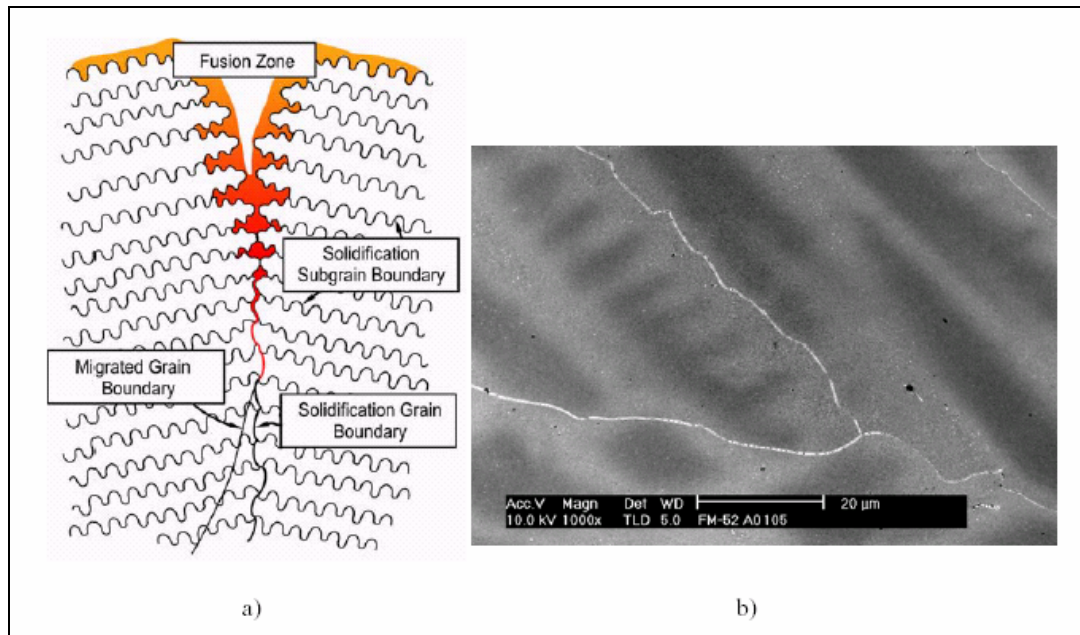 Fusion Zone
Solidification
Subgrain Boundary
Migrated Grain
Boundary
Solidification Grain
Boundary
Acc.V Magn Det WD 20 µm
10.0 kV 1000x TLD 5.0 FM-52 A0105
a)
b)